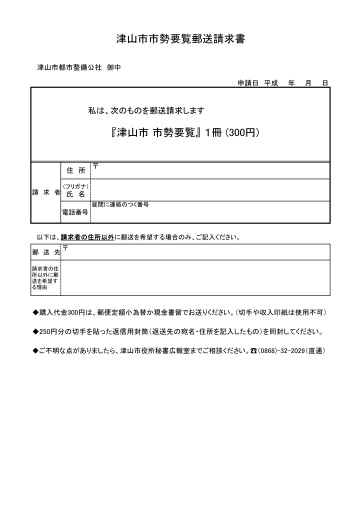 津山市市勢要覧郵送請求書
津山市都市整備公社　御中
申請日　平成　　年　　月　　日
私は、次のものを郵送請求します
『津山市 市勢要覧』 1冊 (300円)
請　求　者
住　所
〒
（フリガナ）
氏　名
電話番号
昼間に連絡のつく番号
以下は、請求者の住所以外に郵送を希望する場合のみ、ご記入ください。
郵　送　先
〒
請求者の住
所以外に郵
送を希望す
る理由
◆購入代金300円は、郵便定額小為替か現金書留でお送りください。（切手や収入印紙は使用不可）
◆250円分の切手を貼った返信用封筒（返送先の宛名・住所を記入したもの）を同封してください。
◆ご不明な点がありましたら、津山市役所秘書広報室までご相談ください。☎(0868)-32-2029（直通）